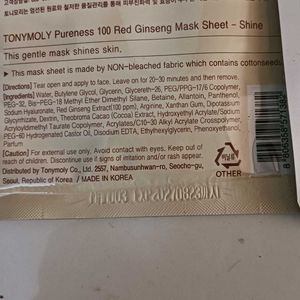 TONYMOLY Pureness 100 Red Ginseng Mask Sheet - Shine
This gentle mask shines skin.
*This mask sheet is made by NON-bleached fabric which contains cottonseeds.
[Directions] Tear open and apply to face. Leave on for 20~30 minutes and then remove.
[Ingredients] Water, Butylene Glycol, Glycerin, Glycereth-26, PEG/PPG-17/6 Copolymer,
PEG-32, Bis-PEG-18 Methyl Ether Dimethyl Silane, Betaine, Allantoin, Panthenol, Dipotassium
Sodium Hyaluronate, Red Ginseng Extract(100 ppm), Arginine, Xanthan Gum,
Glycyrrhizate, Dextrin, Theobroma Cacao (Cocoa) Extract, Hydroxyethyl Acrylate/Sodium
Acryloyldimethyl Taurate Copolymer, Acrylates/C10-30 Alkyl Acrylate Crosspolymer,
PEG-60 Hydrogenated Castor Oil, Disodium EDTA, Ethylhexylglycerin, Phenoxyethanol,
Parfum
[Caution] For external use only. Avoid contact with eyes. Keep out of
reach of children. Discontinue use if signs of irritation and/or rash appear.
Distributed by Tonymoly Co., Ltd. 2557, Nambusunhwan-ro, Seocho-gu,
Seoul, Republic of Korea / MADE IN KOREA
OTHER